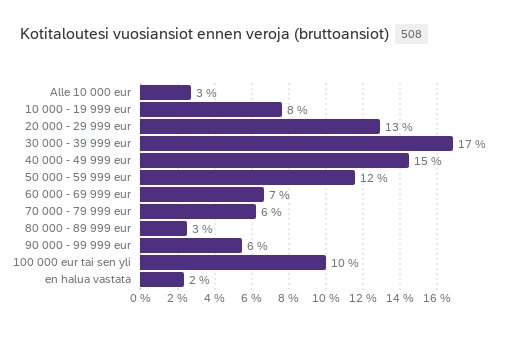 Kotitaloutesi vuosiansiot ennen veroja (bruttoansiot) 508
Alle 10 000 eur 3 %
10 000 - 19 999 eur 8 %
20 000 - 29 999 eur 13 %
30 000 - 39 999 eur 17 %
40 000 - 49 999 eur 15 %
50 000 - 59 999 eur 12 %
60 000 - 69 999 eur 7 %
70 000 - 79 999 eur 6 %
80 000 - 89 999 eur 3 %
90 000 - 99 999 eur 6 %
100 000 eur tai sen yli 10 %
en halua vastata 2 %
0 % 2 % 4 % 6 % 8 % 10 % 12 % 14 % 16 %